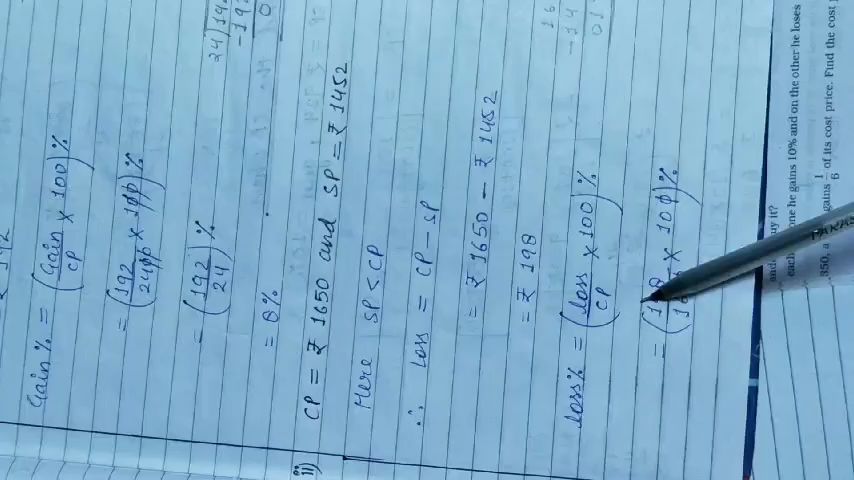 Gain % = (Gain/CP × 100)%
= (192/2400 × 100)%
= (192/24)%
= 8%
ii) CP = ₹ 1650 and SP = ₹ 1452
Here SP < CP
∴ Loss = CP - SP
= ₹ 1650 - ₹ 1452
= ₹ 198
Loss% = (Loss/CP × 100)%
× 100)%
one he gains 10% and on the other he loses
gains 1/6 of its cost price. Find the cost